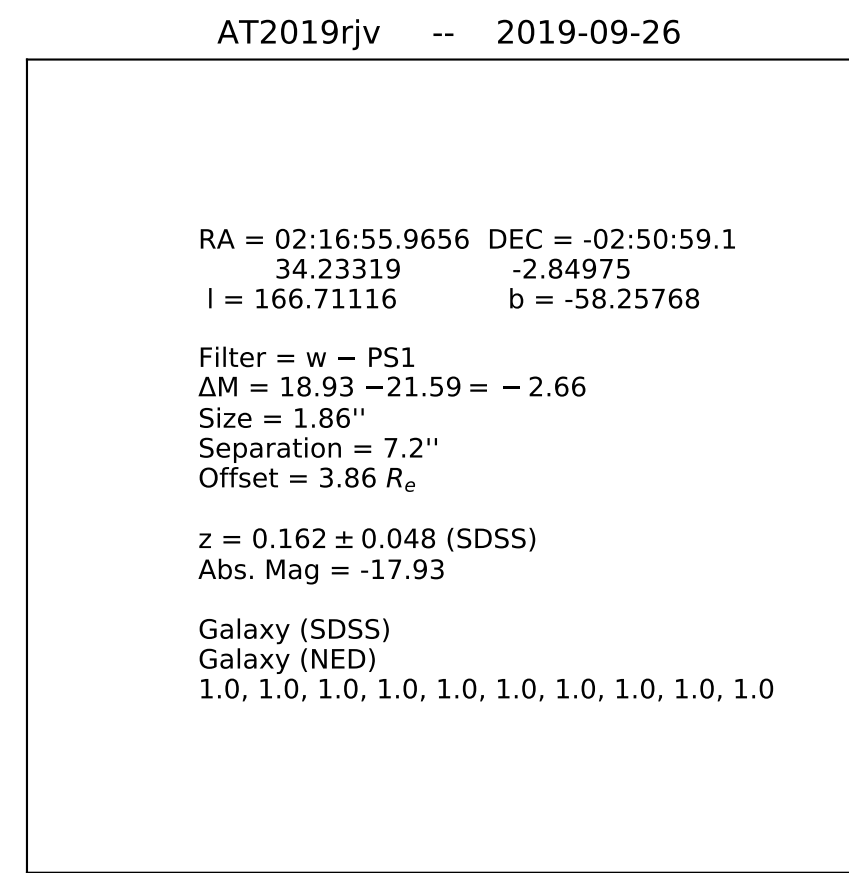 AT2019rjv -- 2019-09-26
RA = 02:16:55.9656 DEC = -02:50:59.1
34.23319 -2.84975
l = 166.71116 b = -58.25768
Filter = w − PS1
ΔM = 18.93 −21.59 = − 2.66
Size = 1.86''
Separation = 7.2''
Offset = 3.86 Rₑ
z = 0.162 ± 0.048 (SDSS)
Abs. Mag = -17.93
Galaxy (SDSS)
Galaxy (NED)
1.0, 1.0, 1.0, 1.0, 1.0, 1.0, 1.0, 1.0, 1.0, 1.0